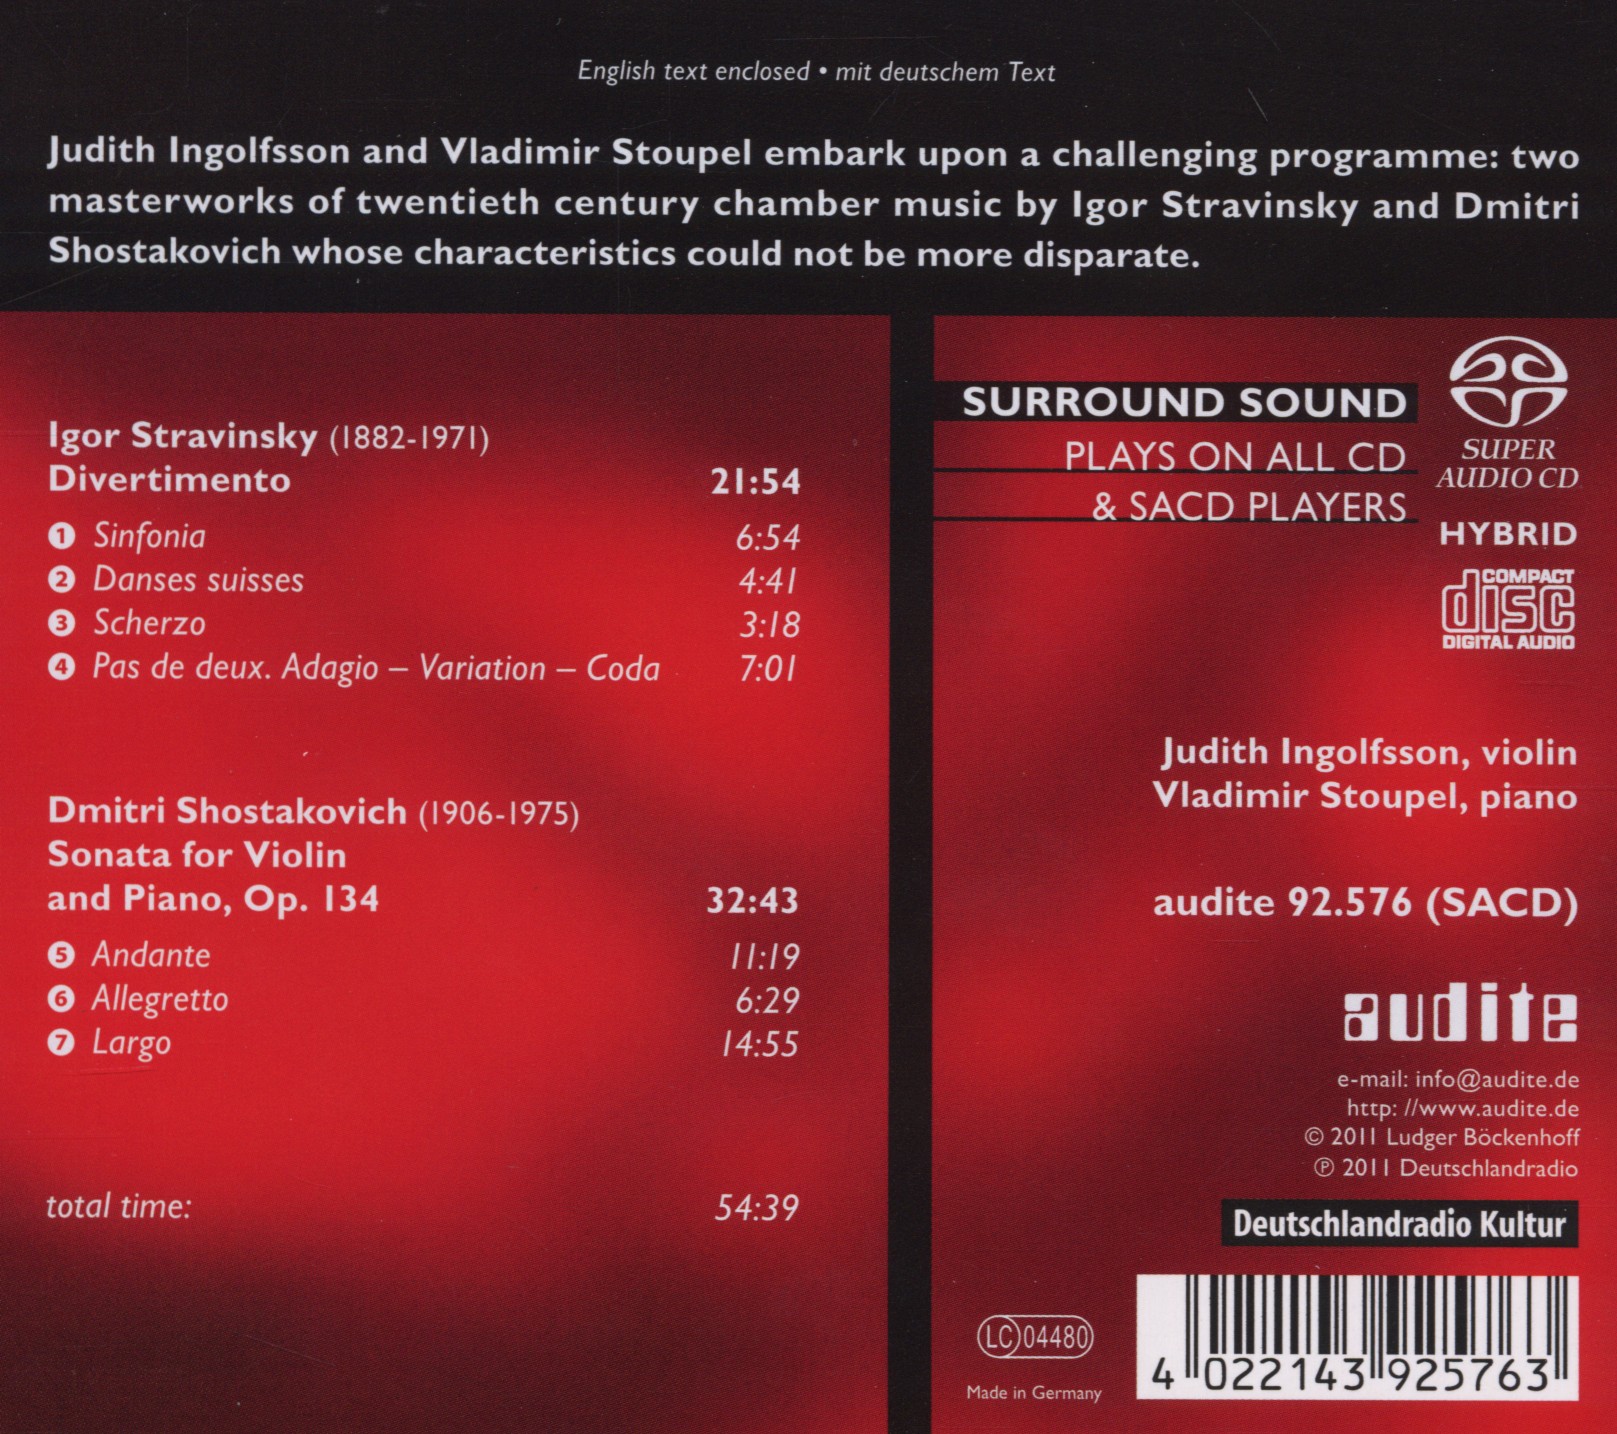 English text enclosed • mit deutschem Text
Judith Ingolfsson and Vladimir Stoupel embark upon a challenging programme: two
masterworks of twentieth century chamber music by Igor Stravinsky and Dmitri
Shostakovich whose characteristics could not be more disparate.
Igor Stravinsky (1882-1971)
Divertimento 21:54
1 Sinfonia 6:54
2 Danses suisses 4:41
3 Scherzo 3:18
4 Pas de deux. Adagio – Variation – Coda 7:01
Dmitri Shostakovich (1906-1975)
Sonata for Violin
and Piano, Op. 134 32:43
5 Andante 11:19
6 Allegretto 6:29
7 Largo 14:55
total time: 54:39
SURROUND SOUND
PLAYS ON ALL CD
& SACD PLAYERS
SUPER
AUDIO CD
HYBRID
COMPACT
disc
DIGITAL AUDIO
Judith Ingolfsson, violin
Vladimir Stoupel, piano
audite 92.576 (SACD)
audite
e-mail: info@audite.de
http: //www.audite.de
© 2011 Ludger Böckenhoff
℗ 2011 Deutschlandradio
Deutschlandradio Kultur
LC 04480
Made in Germany
4 022143 925763